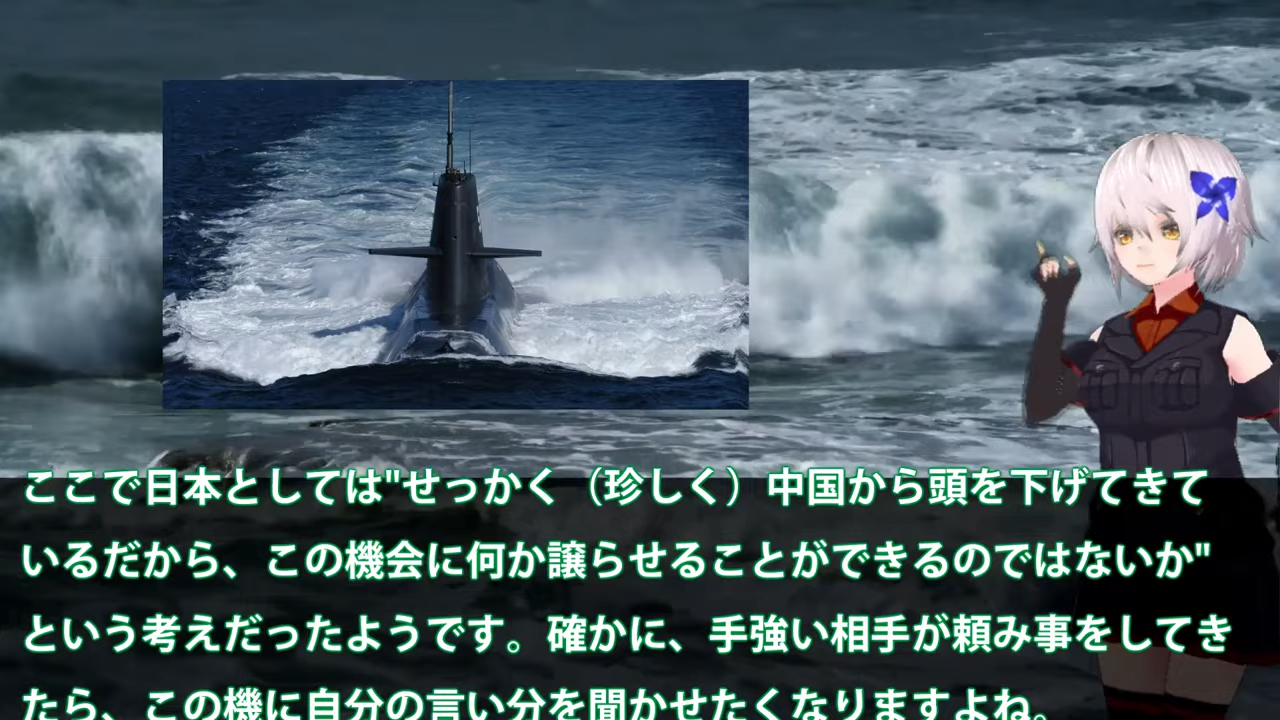 ここで日本としては"せっかく（珍しく）中国から頭を下げてきて
いるだから、この機会に何か譲らせることができるのではないか"
という考えだったようです。確かに、手強い相手が頼み事をしてき
たら、この機に自分の言い分を聞かせたくなりますよね。